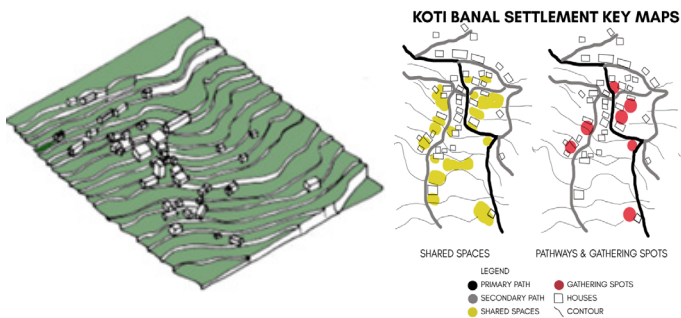 KOTI BANAL SETTLEMENT KEY MAPS
SHARED SPACES
PATHWAYS & GATHERING SPOTS
LEGEND
PRIMARY PATH
GATHERING SPOTS
SECONDARY PATH
HOUSES
SHARED SPACES
CONTOUR